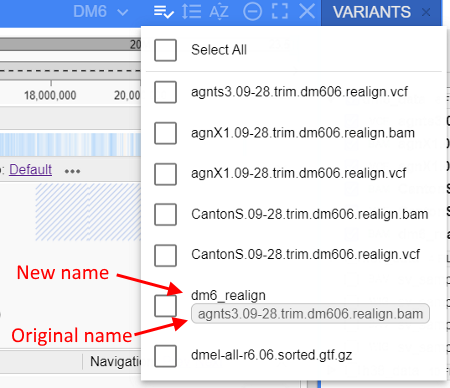 DM6
VARIANTS
20
Select All
18,000,000
20,00
agnts3.09-28.trim.dm606.realign.vcf
agnX1.09-28.trim.dm606.realign.bam
: Default
agnX1.09-28.trim.dm606.realign.vcf
CantonS.09-28.trim.dm606.realign.bam
CantonS.09-28.trim.dm606.realign.vcf
New name
dm6_realign
agnts3.09-28.trim.dm606.realign.bam
Original name
dmel-all-r6.06.sorted.gtf.gz
Navigatio